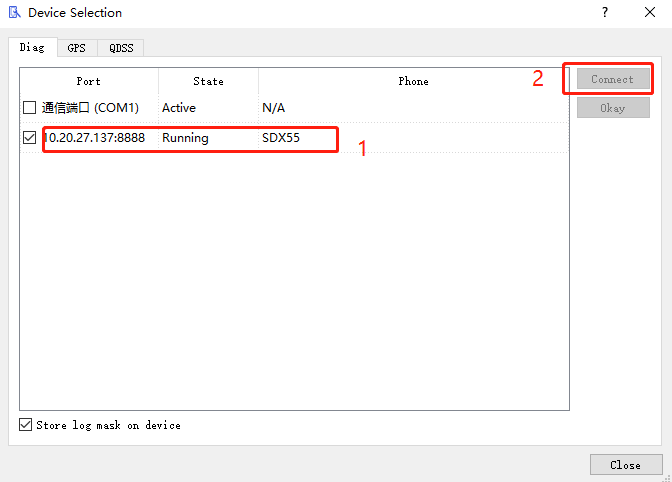 Device Selection
?
Diag GPS QDSS
Port State Phone
2
Connect
通信端口 (COM1) Active N/A
Okay
10.20.27.137:8888 Running SDX55
1
Store log mask on device
Close